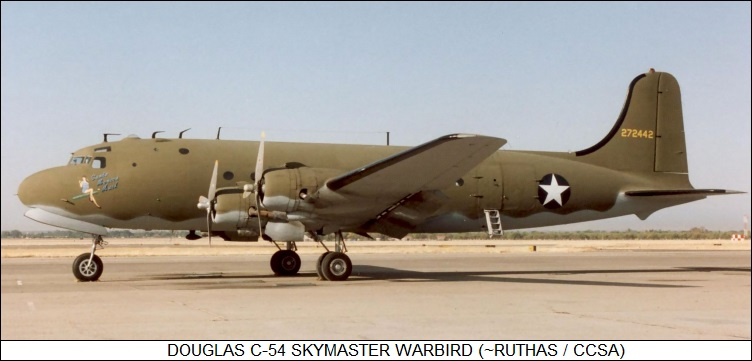 272442
DOUGLAS C-54 SKYMASTER WARBIRD (~RUTHAS / CCSA)